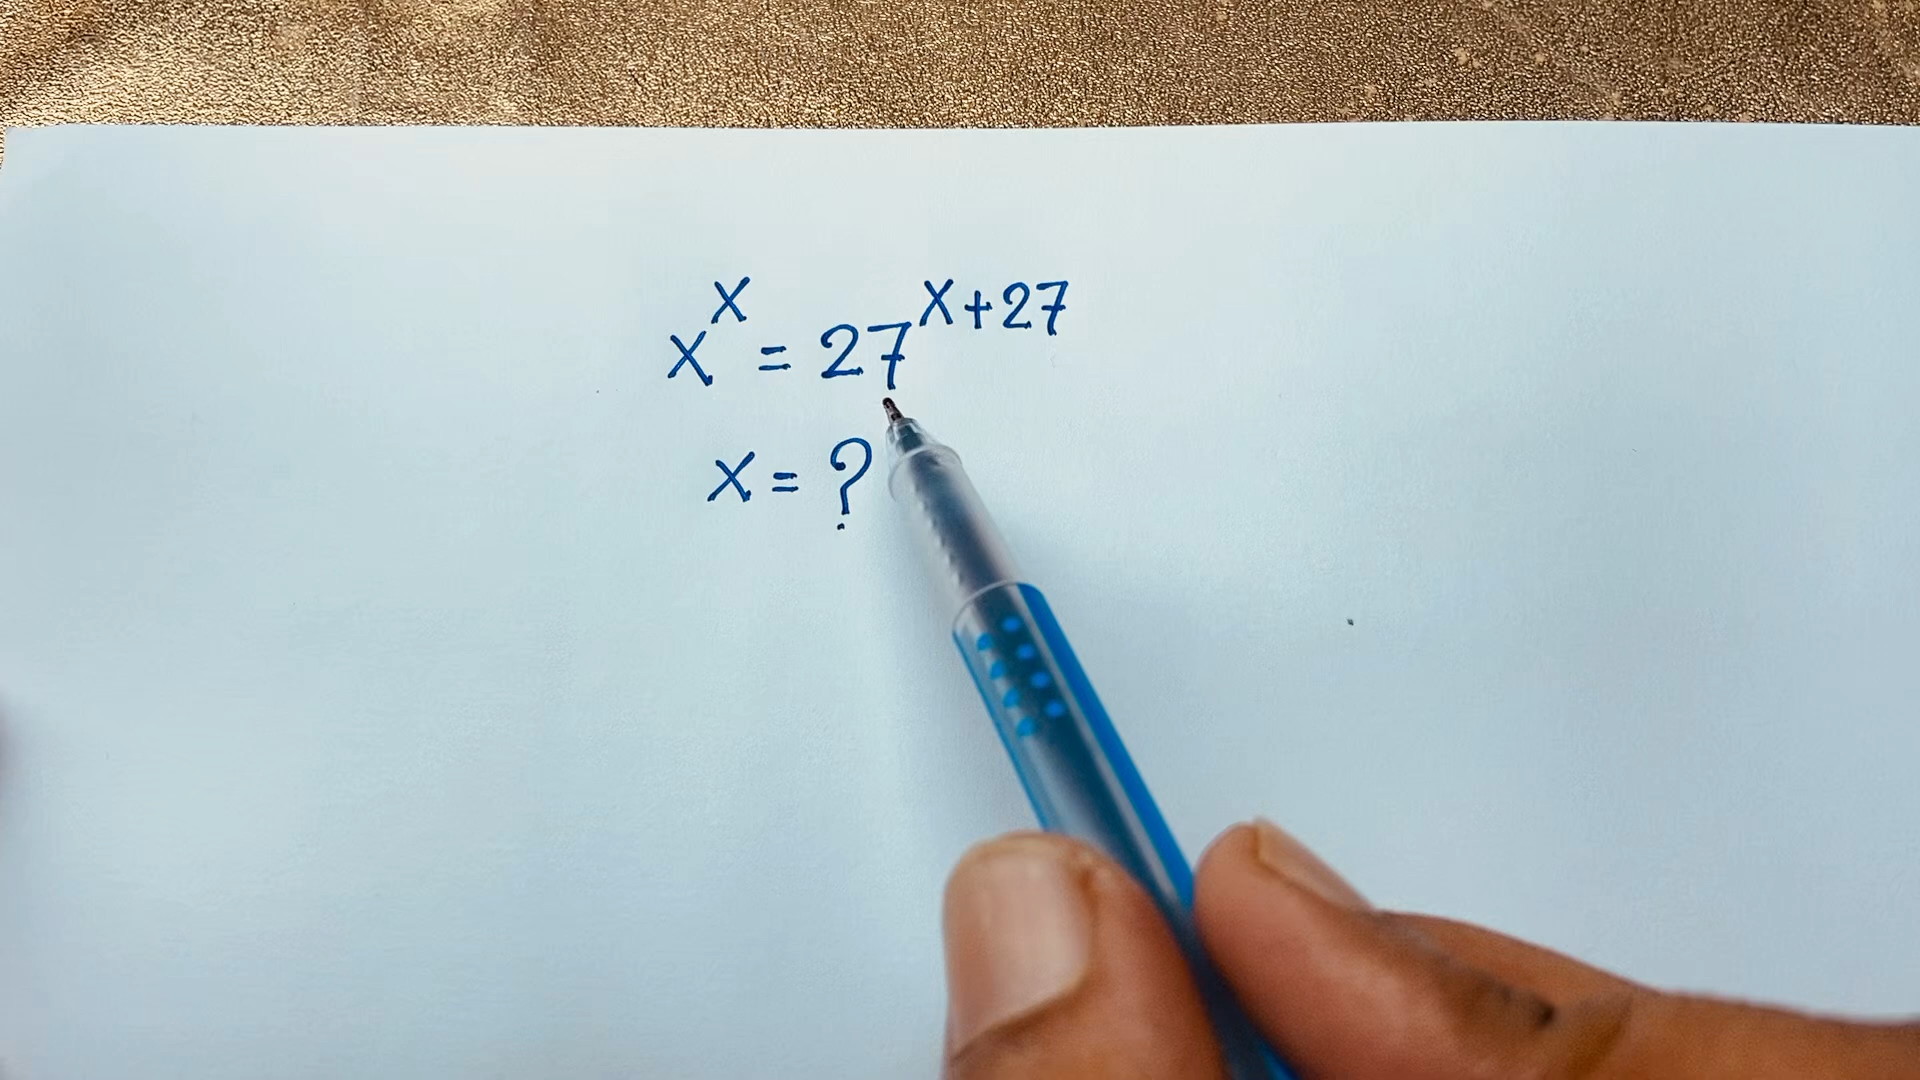 x^x = 27^{x+27}
x = ?